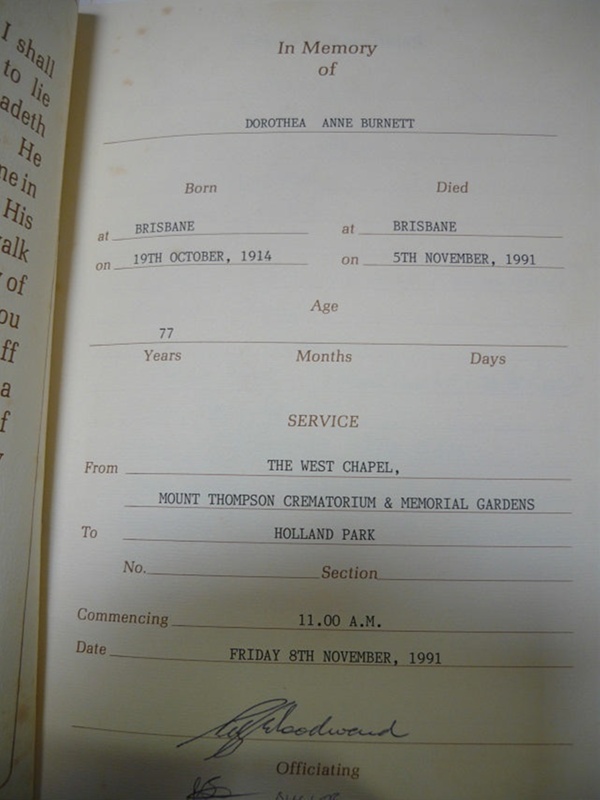 I shall
to lie
adeth
He
ne in
His
alk
of
ou
ff
a
f
In Memory
of
DOROTHEA ANNE BURNETT
Born Died
at BRISBANE at BRISBANE
on 19TH OCTOBER, 1914 on 5TH NOVEMBER, 1991
Age
77
Years Months Days
SERVICE
From THE WEST CHAPEL,
MOUNT THOMPSON CREMATORIUM & MEMORIAL GARDENS
To HOLLAND PARK
No. Section
Commencing 11.00 A.M.
Date FRIDAY 8TH NOVEMBER, 1991
Woodward
Officiating